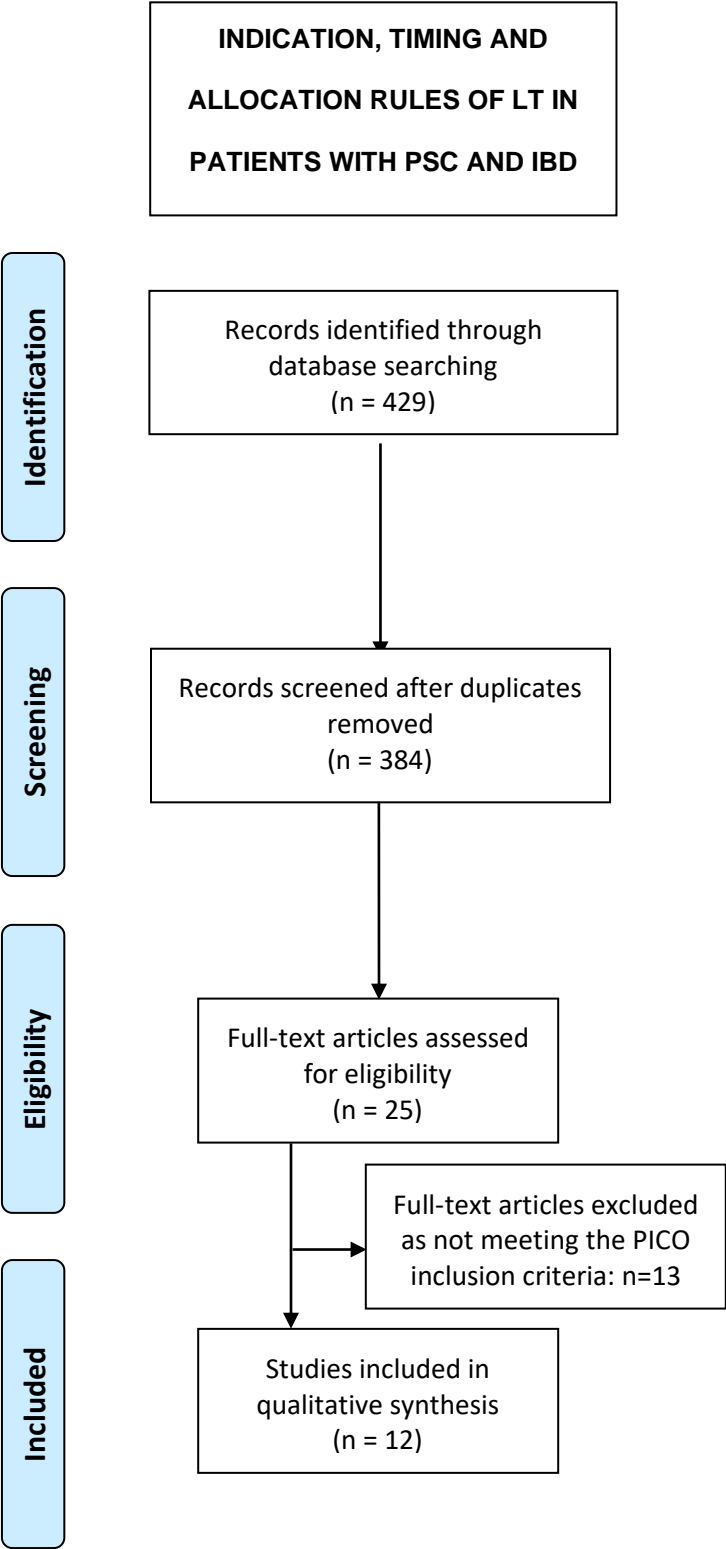 INDICATION, TIMING AND
ALLOCATION RULES OF LT IN
PATIENTS WITH PSC AND IBD
Identification
Records identified through
database searching
(n = 429)
Screening
Records screened after duplicates
removed
(n = 384)
Eligibility
Full-text articles assessed
for eligibility
(n = 25)
Full-text articles excluded
as not meeting the PICO
inclusion criteria: n=13
Included
Studies included in
qualitative synthesis
(n = 12)